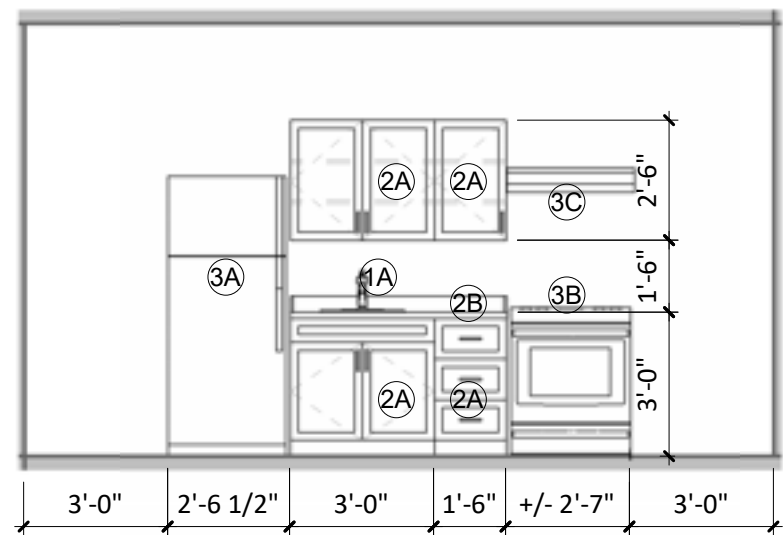 2A
2A
3C
2'-6"
3A
1A
2B
3B
1'-6"
2A
2A
3'-0"
3'-0"
2'-6 1/2"
3'-0"
1'-6"
+/- 2'-7"
3'-0"